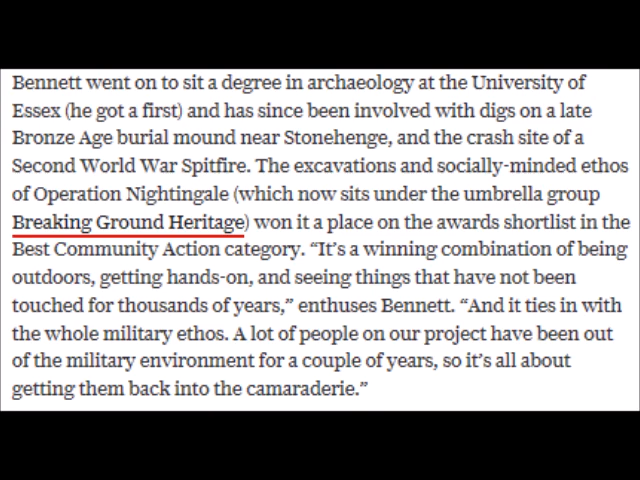 Bennett went on to sit a degree in archaeology at the University of
Essex (he got a first) and has since been involved with digs on a late
Bronze Age burial mound near Stonehenge, and the crash site of a
Second World War Spitfire. The excavations and socially-minded ethos
of Operation Nightingale (which now sits under the umbrella group
Breaking Ground Heritage) won it a place on the awards shortlist in the
Best Community Action category. “It’s a winning combination of being
outdoors, getting hands-on, and seeing things that have not been
touched for thousands of years,” enthuses Bennett. “And it ties in with
the whole military ethos. A lot of people on our project have been out
of the military environment for a couple of years, so it’s all about
getting them back into the camaraderie.”